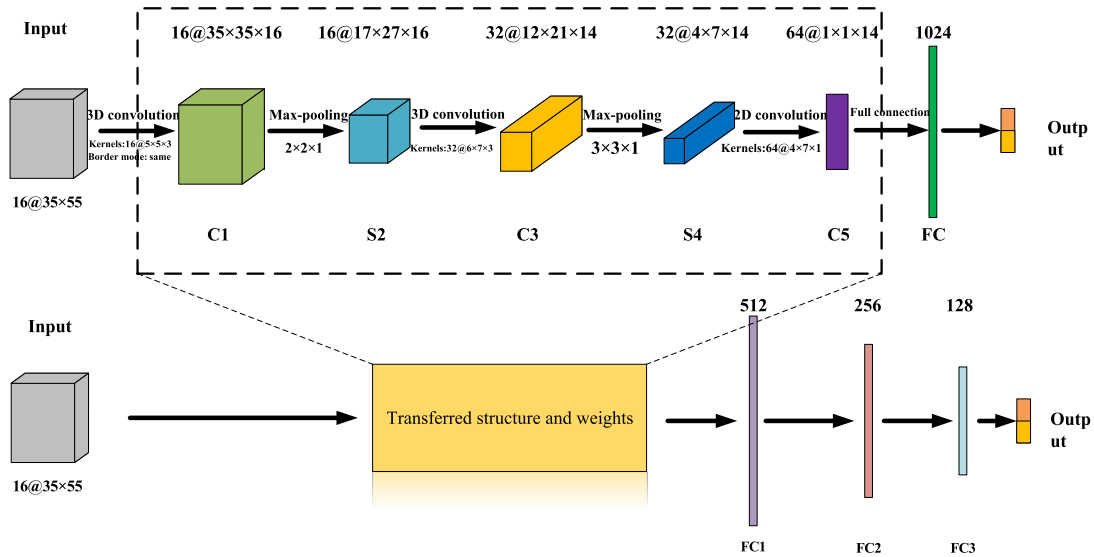 Input
16@35×35×16
16@17×27×16
32@12×21×14
32@4×7×14
64@1×1×14
1024
3D convolution
Kernels:16@5×5×3
Border mode: same
Max-pooling
2×2×1
3D convolution
Kernels:32@6×7×3
Max-pooling
3×3×1
2D convolution
Kernels:64@4×7×1
Full connection
Outp
ut
16@35×55
C1
S2
C3
S4
C5
FC
Input
512
256
128
Transferred structure and weights
Outp
ut
16@35×55
FC1
FC2
FC3